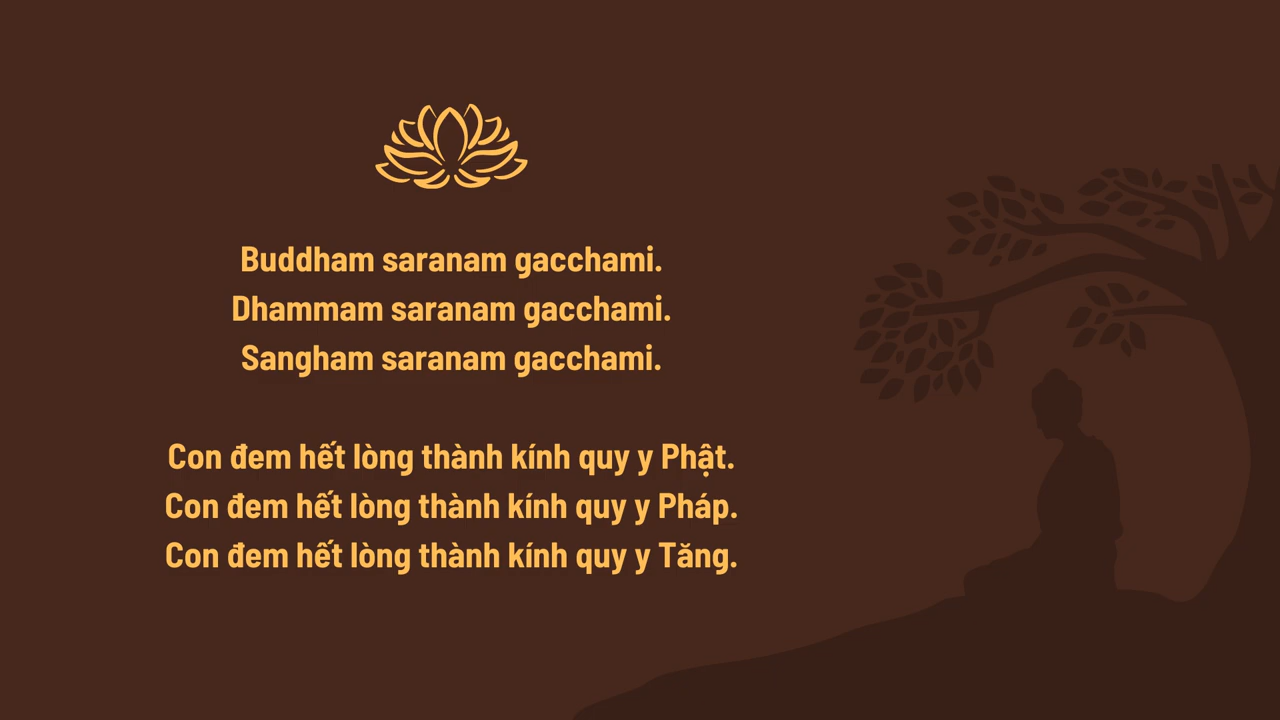 Buddham saranam gacchami.
Dhammam saranam gacchami.
Sangham saranam gacchami.
Con đem hết lòng thành kính quy y Phật.
Con đem hết lòng thành kính quy y Pháp.
Con đem hết lòng thành kính quy y Tăng.